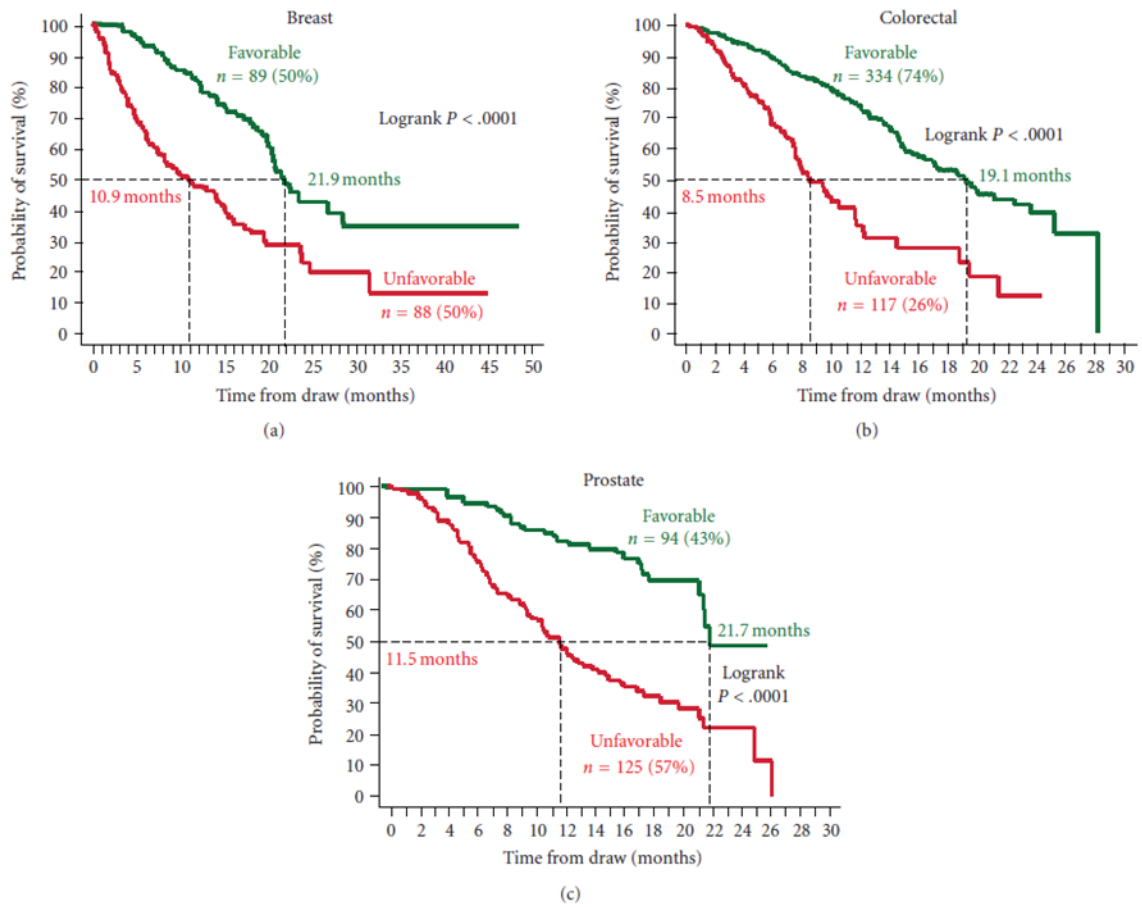 Breast
Probability of survival (%)
100
90
80
70
60
50
40
30
20
10
0
Favorable
n = 89 (50%)
Logrank P < .0001
10.9 months
21.9 months
Unfavorable
n = 88 (50%)
0 5 10 15 20 25 30 35 40 45 50
Time from draw (months)
(a)
Colorectal
Probability of survival (%)
100
90
80
70
60
50
40
30
20
10
0
Favorable
n = 334 (74%)
Logrank P < .0001
8.5 months
19.1 months
Unfavorable
n = 117 (26%)
0 2 4 6 8 10 12 14 16 18 20 22 24 26 28 30
Time from draw (months)
(b)
Prostate
Probability of survival (%)
100
90
80
70
60
50
40
30
20
10
0
Favorable
n = 94 (43%)
21.7 months
11.5 months
Logrank
P < .0001
Unfavorable
n = 125 (57%)
0 2 4 6 8 10 12 14 16 18 20 22 24 26 28 30
Time from draw (months)
(c)